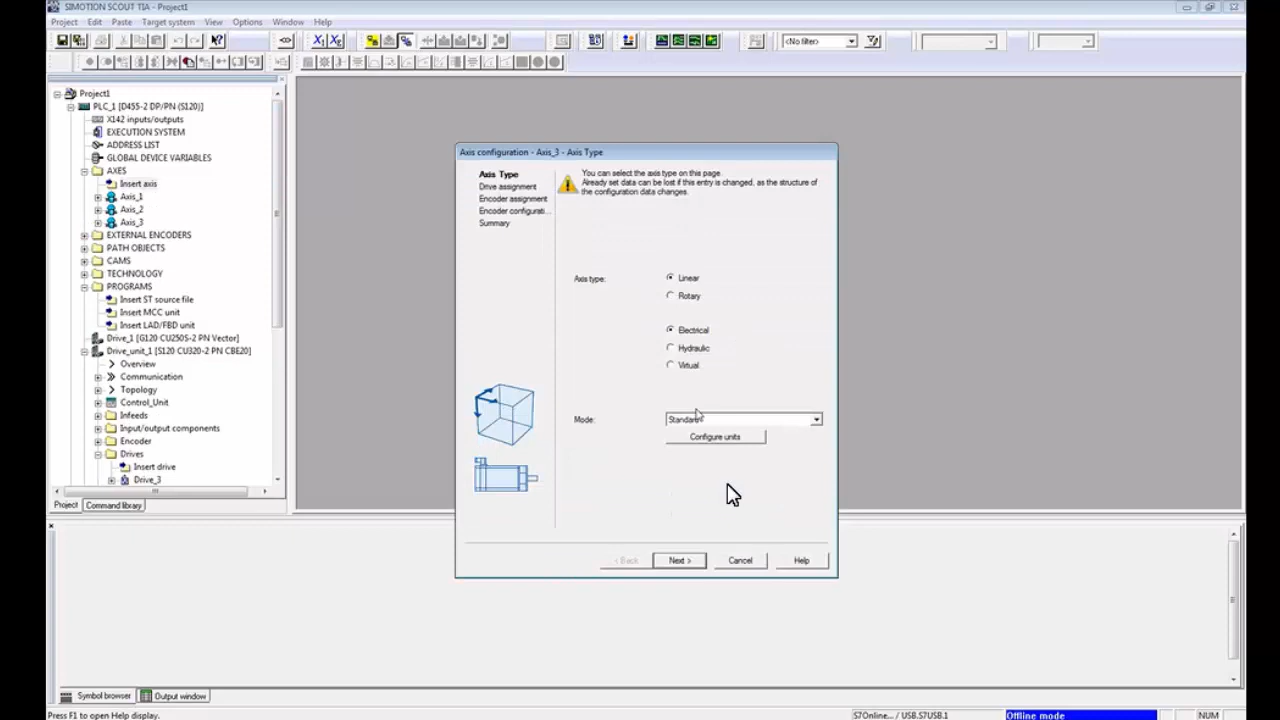 SIMOTION SCOUT TIA - Project1
Project Edit Paste Target system View Options Window Help
<No filter>
Project1
PLC_1 [D455-2 DP/PN (S120)]
X142 inputs/outputs
EXECUTION SYSTEM
ADDRESS LIST
GLOBAL DEVICE VARIABLES
AXES
Insert axis
Axis_1
Axis_2
Axis_3
EXTERNAL ENCODERS
PATH OBJECTS
CAMS
TECHNOLOGY
PROGRAMS
Insert ST source file
Insert MCC unit
Insert LAD/FBD unit
Drive_1 [G120 CU250S-2 PN Vector]
Drive_unit_1 [S120 CU320-2 PN CBE20]
Overview
Communication
Topology
Control_Unit
Infeeds
Input/output components
Encoder
Drives
Insert drive
Drive_3
Project Command library
Axis configuration - Axis_3 - Axis Type
Axis Type
Drive assignment
Encoder assignment
Encoder configurati...
Summary
You can select the axis type on this page.
Already set data can be lost if this entry is changed, as the structure of
the configuration data changes.
Axis type:
Linear
Rotary
Electrical
Hydraulic
Virtual
Mode:
Standard
Configure units
< Back Next > Cancel Help
Symbol browser Output window
Press F1 to open Help display.
S7Online... / USB.S7USB.1 Offline mode NUM